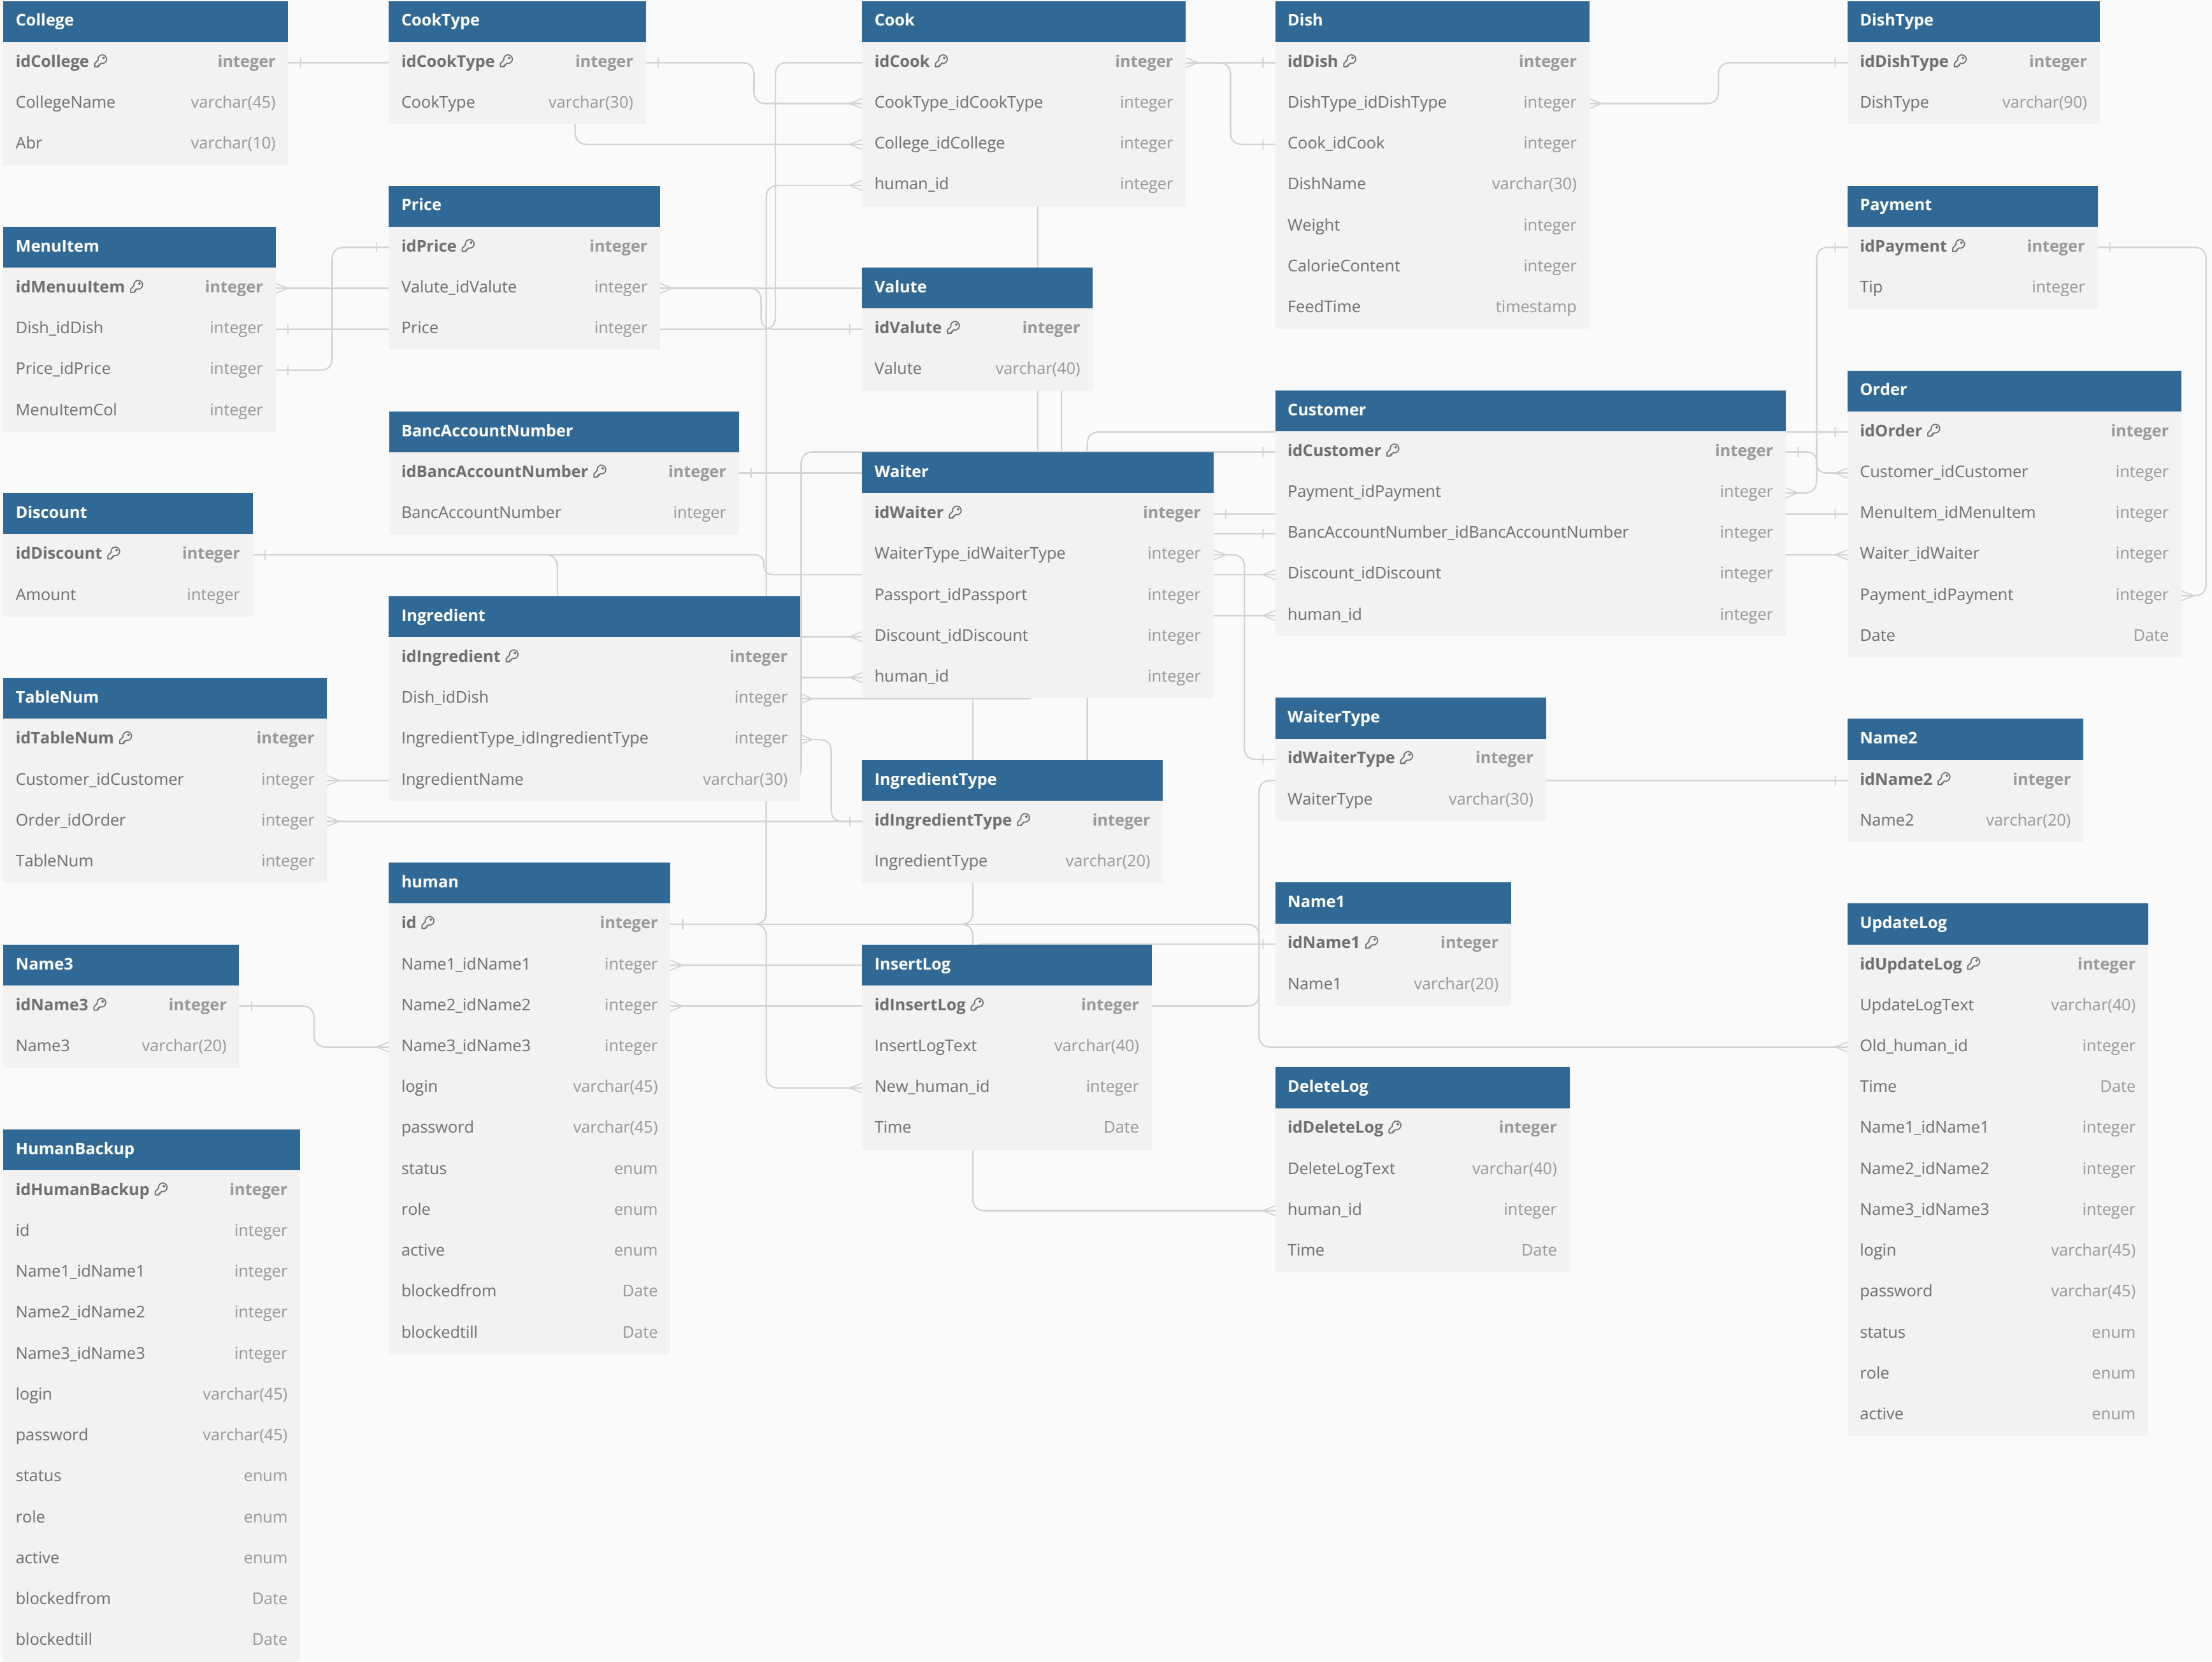 College
idCollege integer
CollegeName varchar(45)
Abr varchar(10)
CookType
idCookType integer
CookType varchar(30)
Cook
idCook integer
CookType_idCookType integer
College_idCollege integer
human_id integer
Dish
idDish integer
DishType_idDishType integer
Cook_idCook integer
DishName varchar(30)
Weight integer
CalorieContent integer
FeedTime timestamp
DishType
idDishType integer
DishType varchar(90)
MenuItem
idMenuuItem integer
Dish_idDish integer
Price_idPrice integer
MenuItemCol integer
Price
idPrice integer
Valute_idValute integer
Price integer
Valute
idValute integer
Valute varchar(40)
Payment
idPayment integer
Tip integer
BancAccountNumber
idBancAccountNumber integer
BancAccountNumber integer
Customer
idCustomer integer
Payment_idPayment integer
BancAccountNumber_idBancAccountNumber integer
Discount_idDiscount integer
human_id integer
Order
idOrder integer
Customer_idCustomer integer
MenuItem_idMenuItem integer
Waiter_idWaiter integer
Payment_idPayment integer
Date Date
Discount
idDiscount integer
Amount integer
Waiter
idWaiter integer
WaiterType_idWaiterType integer
Passport_idPassport integer
Discount_idDiscount integer
human_id integer
Ingredient
idIngredient integer
Dish_idDish integer
IngredientType_idIngredientType integer
IngredientName varchar(30)
TableNum
idTableNum integer
Customer_idCustomer integer
Order_idOrder integer
TableNum integer
IngredientType
idIngredientType integer
IngredientType varchar(20)
WaiterType
idWaiterType integer
WaiterType varchar(30)
Name2
idName2 integer
Name2 varchar(20)
Name3
idName3 integer
Name3 varchar(20)
human
id integer
Name1_idName1 integer
Name2_idName2 integer
Name3_idName3 integer
login varchar(45)
password varchar(45)
status enum
role enum
active enum
blockedfrom Date
blockedtill Date
InsertLog
idInsertLog integer
InsertLogText varchar(40)
New_human_id integer
Time Date
Name1
idName1 integer
Name1 varchar(20)
DeleteLog
idDeleteLog integer
DeleteLogText varchar(40)
human_id integer
Time Date
UpdateLog
idUpdateLog integer
UpdateLogText varchar(40)
Old_human_id integer
Time Date
Name1_idName1 integer
Name2_idName2 integer
Name3_idName3 integer
login varchar(45)
password varchar(45)
status enum
role enum
active enum
HumanBackup
idHumanBackup integer
id integer
Name1_idName1 integer
Name2_idName2 integer
Name3_idName3 integer
login varchar(45)
password varchar(45)
status enum
role enum
active enum
blockedfrom Date
blockedtill Date